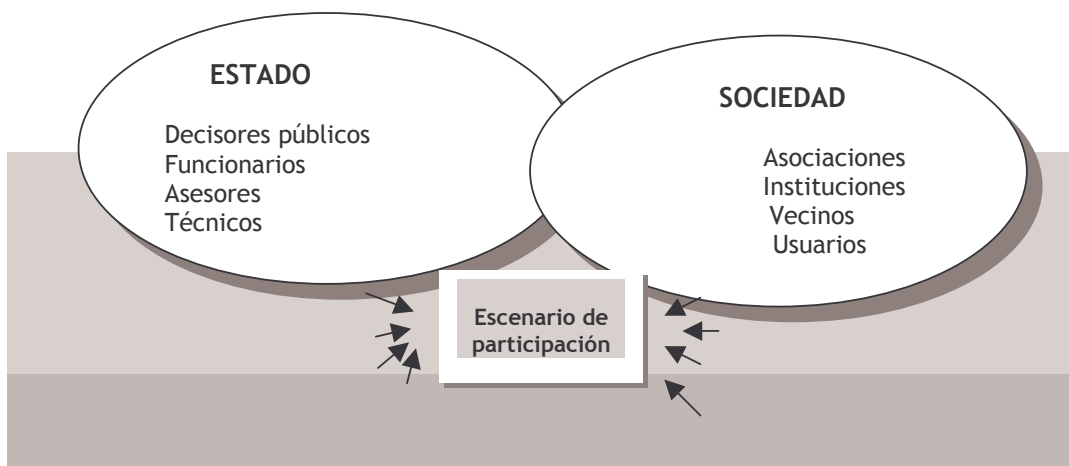 ESTADO
Decisores públicos
Funcionarios
Asesores
Técnicos
SOCIEDAD
Asociaciones
Instituciones
Vecinos
Usuarios
Escenario de
participación